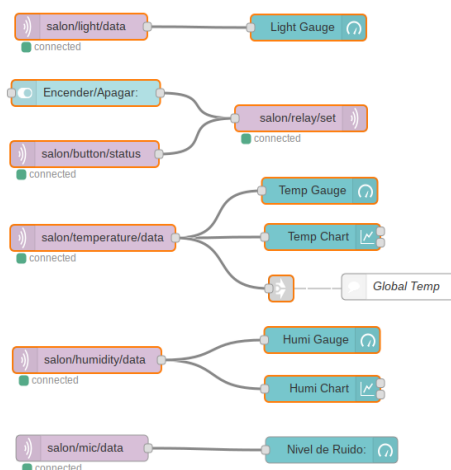 salon/light/data
connected
Light Gauge
Encender/Apagar:
salon/button/status
connected
salon/relay/set
connected
salon/temperature/data
connected
Temp Gauge
Temp Chart
Global Temp
salon/humidity/data
connected
Humi Gauge
Humi Chart
salon/mic/data
connected
Nivel de Ruido: